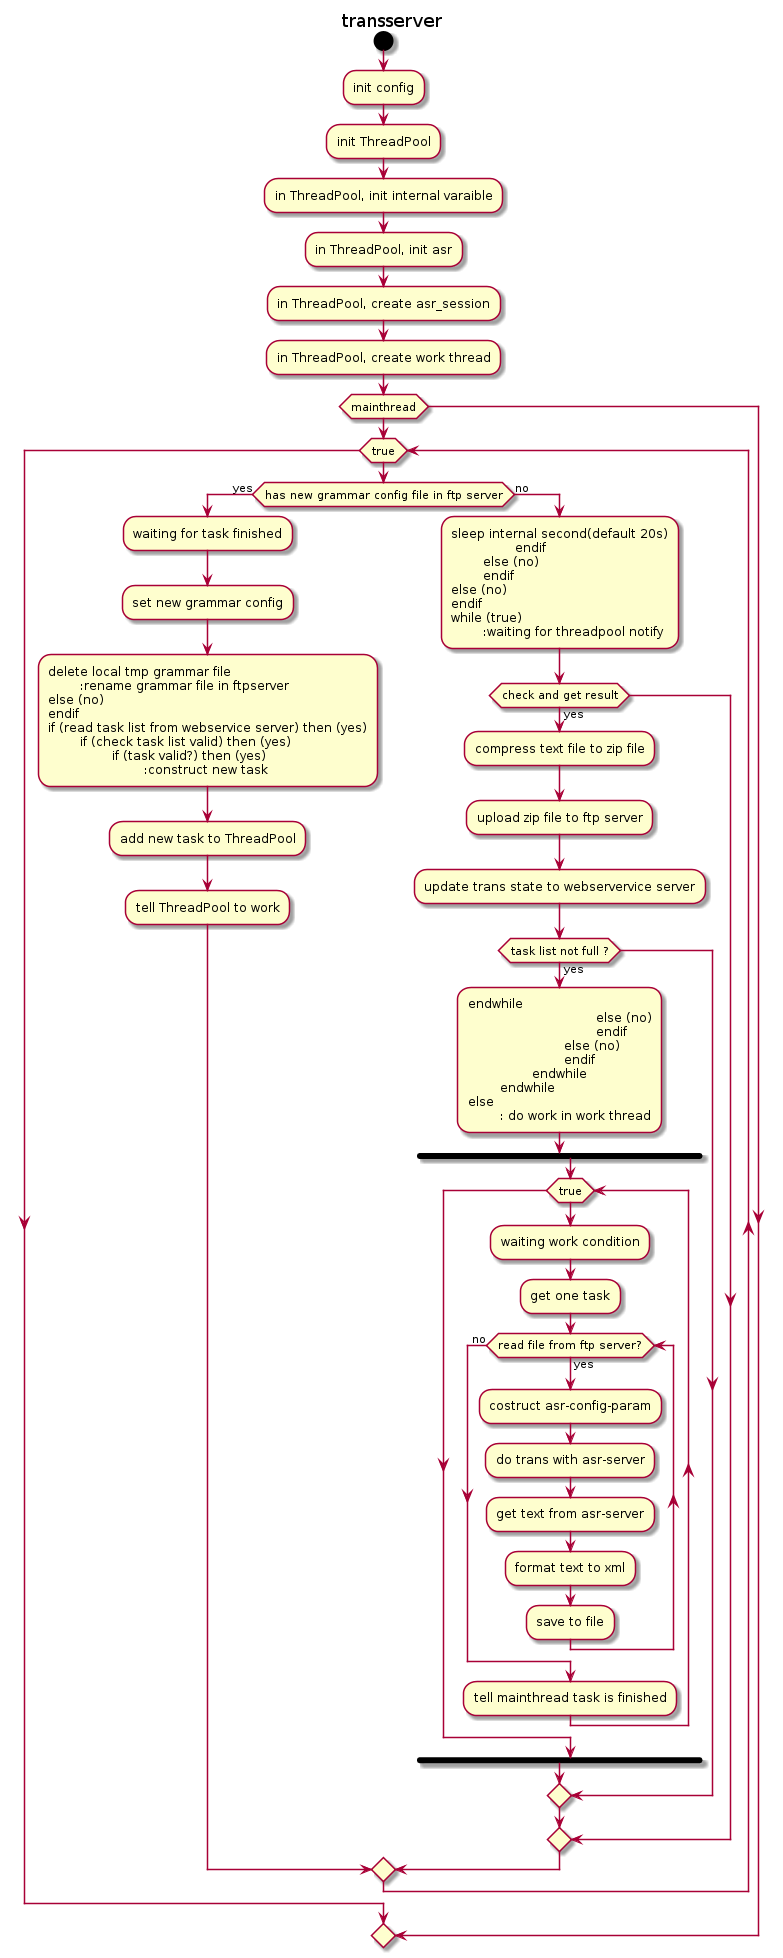 transserver
init config
init ThreadPool
in ThreadPool, init internal varaible
in ThreadPool, init asr
in ThreadPool, create asr_session
in ThreadPool, create work thread
mainthread
true
yes
has new grammar config file in ftp server
no
waiting for task finished
set new grammar config
delete local tmp grammar file
:rename grammar file in ftpserver
else (no)
endif
if (read task list from webservice server) then (yes)
if (check task list valid) then (yes)
if (task valid?) then (yes)
:construct new task
add new task to ThreadPool
tell ThreadPool to work
sleep internal second(default 20s)
endif
else (no)
endif
else (no)
endif
while (true)
:waiting for threadpool notify
check and get result
yes
compress text file to zip file
upload zip file to ftp server
update trans state to webservervice server
task list not full ?
yes
endwhile
else (no)
endif
else (no)
endif
endwhile
endwhile
else
: do work in work thread
true
waiting work condition
get one task
no
read file from ftp server?
yes
costruct asr-config-param
do trans with asr-server
get text from asr-server
format text to xml
save to file
tell mainthread task is finished